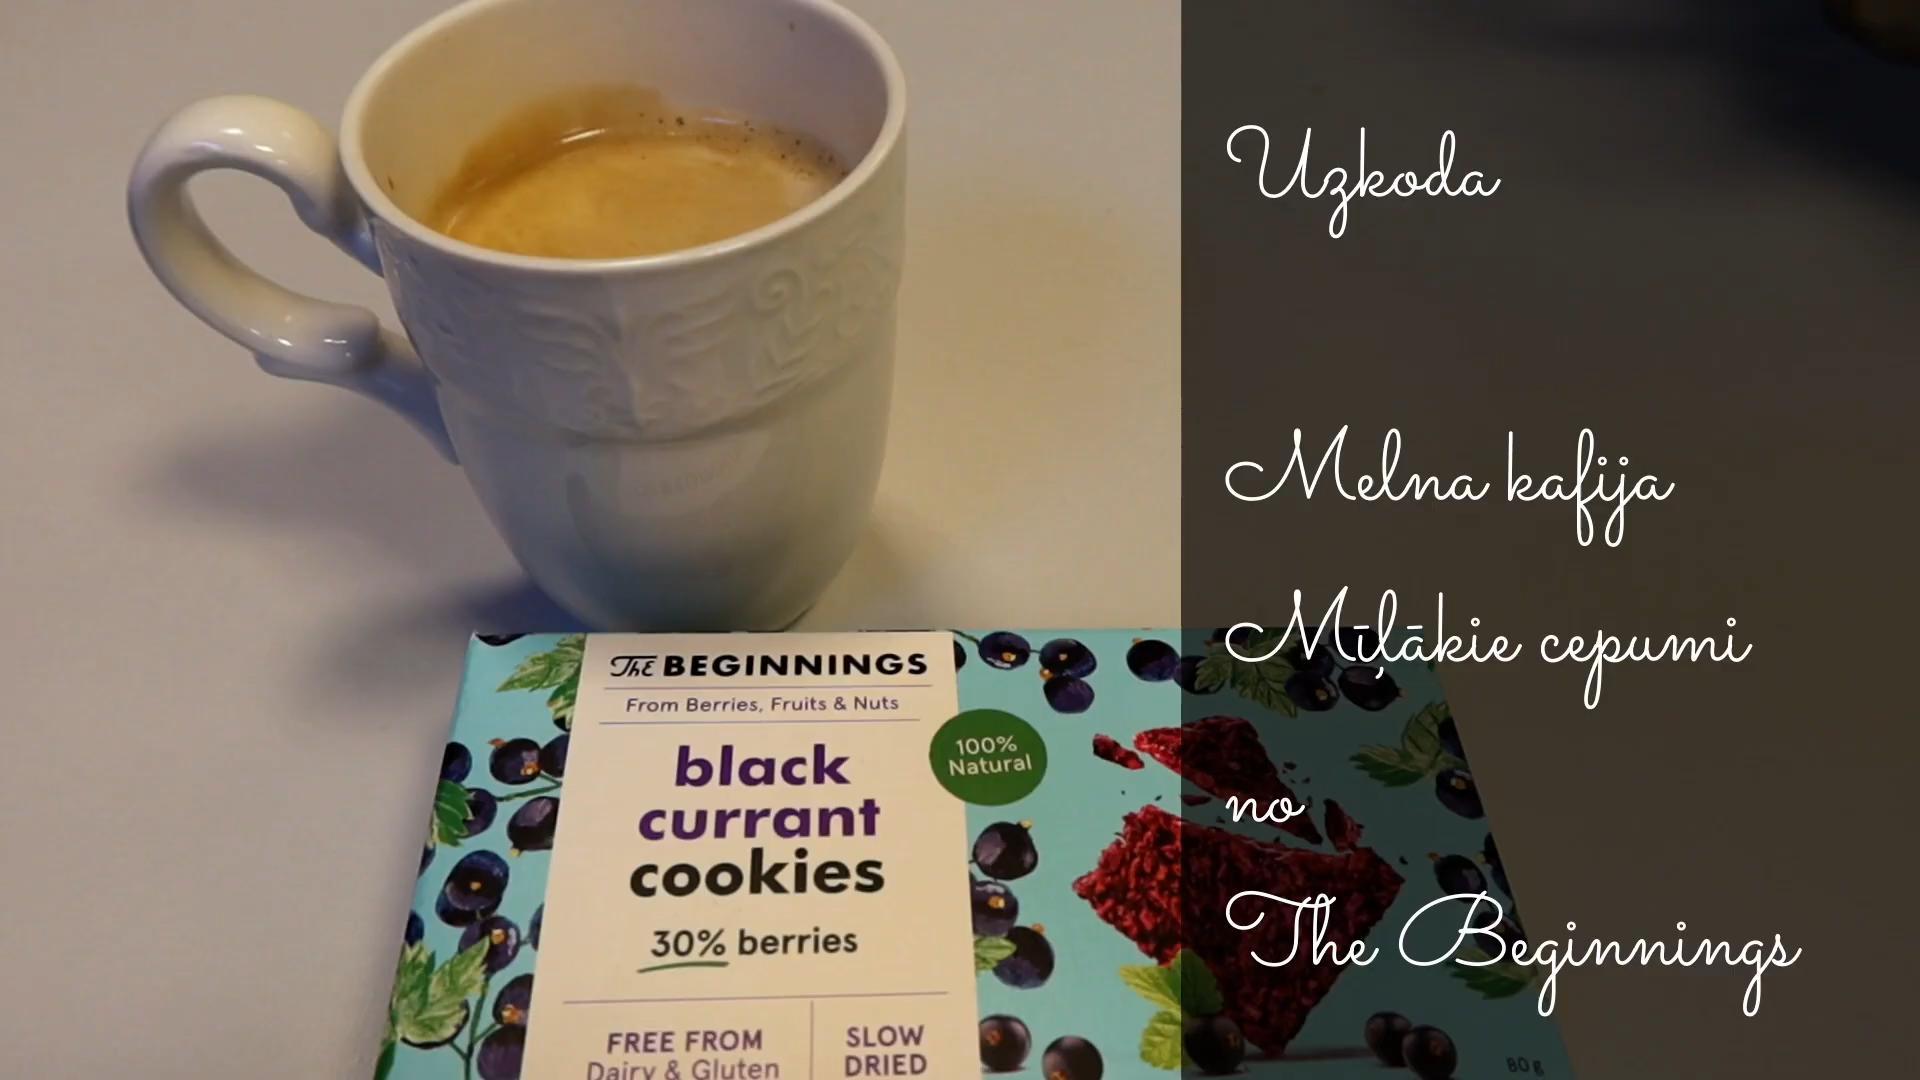 Uzkoda
Melna kafija
Mīļākie cepumi
no
The Beginnings
The BEGINNINGS
From Berries, Fruits & Nuts
black
currant
cookies
30% berries
100%
Natural
FREE FROM
Dairy & Gluten
SLOW
DRIED
80g